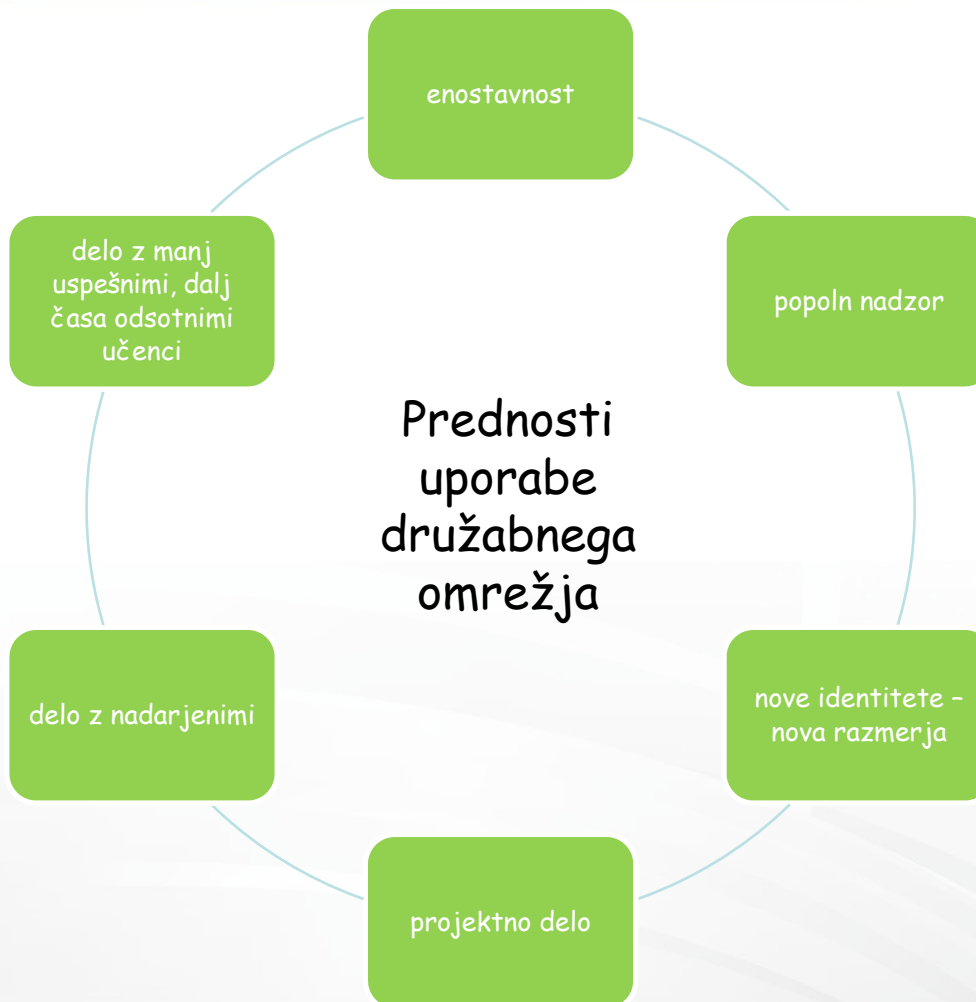 enostavnost
delo z manj
uspešnimi, dalj
časa odsotnimi
učenci
popoln nadzor
Prednosti
uporabe
družabnega
omrežja
delo z nadarjenimi
nove identitete –
nova razmerja
projektno delo